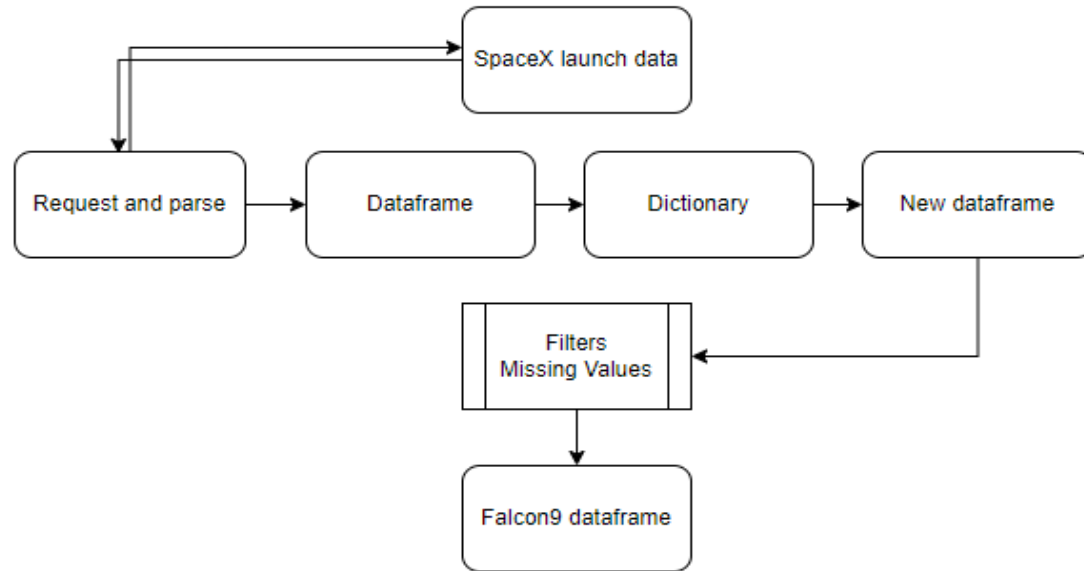 SpaceX launch data
Request and parse
Dataframe
Dictionary
New dataframe
Filters
Missing Values
Falcon9 dataframe